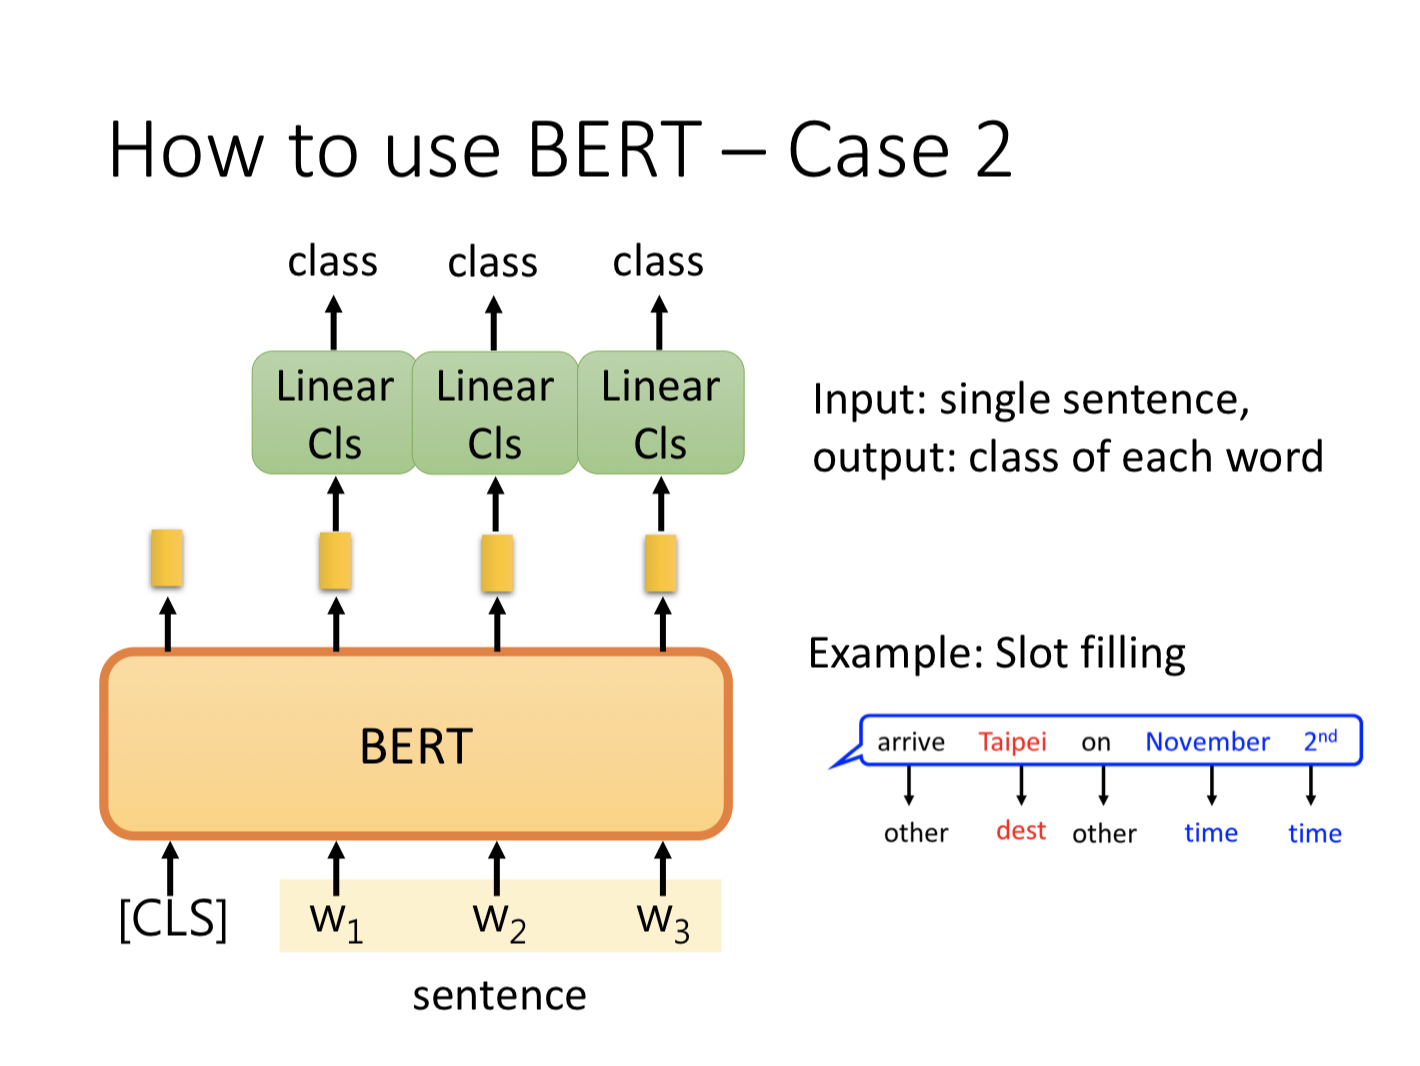 How to use BERT – Case 2
class class class
Linear Linear Linear
Cls Cls Cls
Input: single sentence,
output: class of each word
BERT
[CLS] w1 w2 w3
sentence
Example: Slot filling
arrive Taipei on November 2nd
other dest other time time